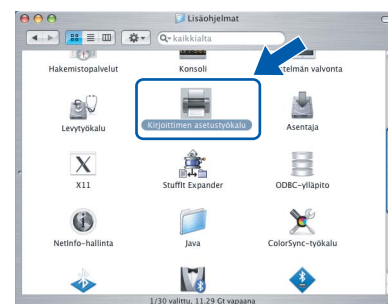 Lisäohjelmat
kaikkialta
Hakemistopalvelut
Konsoli
stelmän valvonta
Levytyökalu
Kirjoittimen asetustyökalu
Asentaja
X11
StuffIt Expander
ODBC-ylläpito
NetInfo-hallinta
Java
ColorSync-työkalu
1/30 valittu, 11.29 Gt vapaana